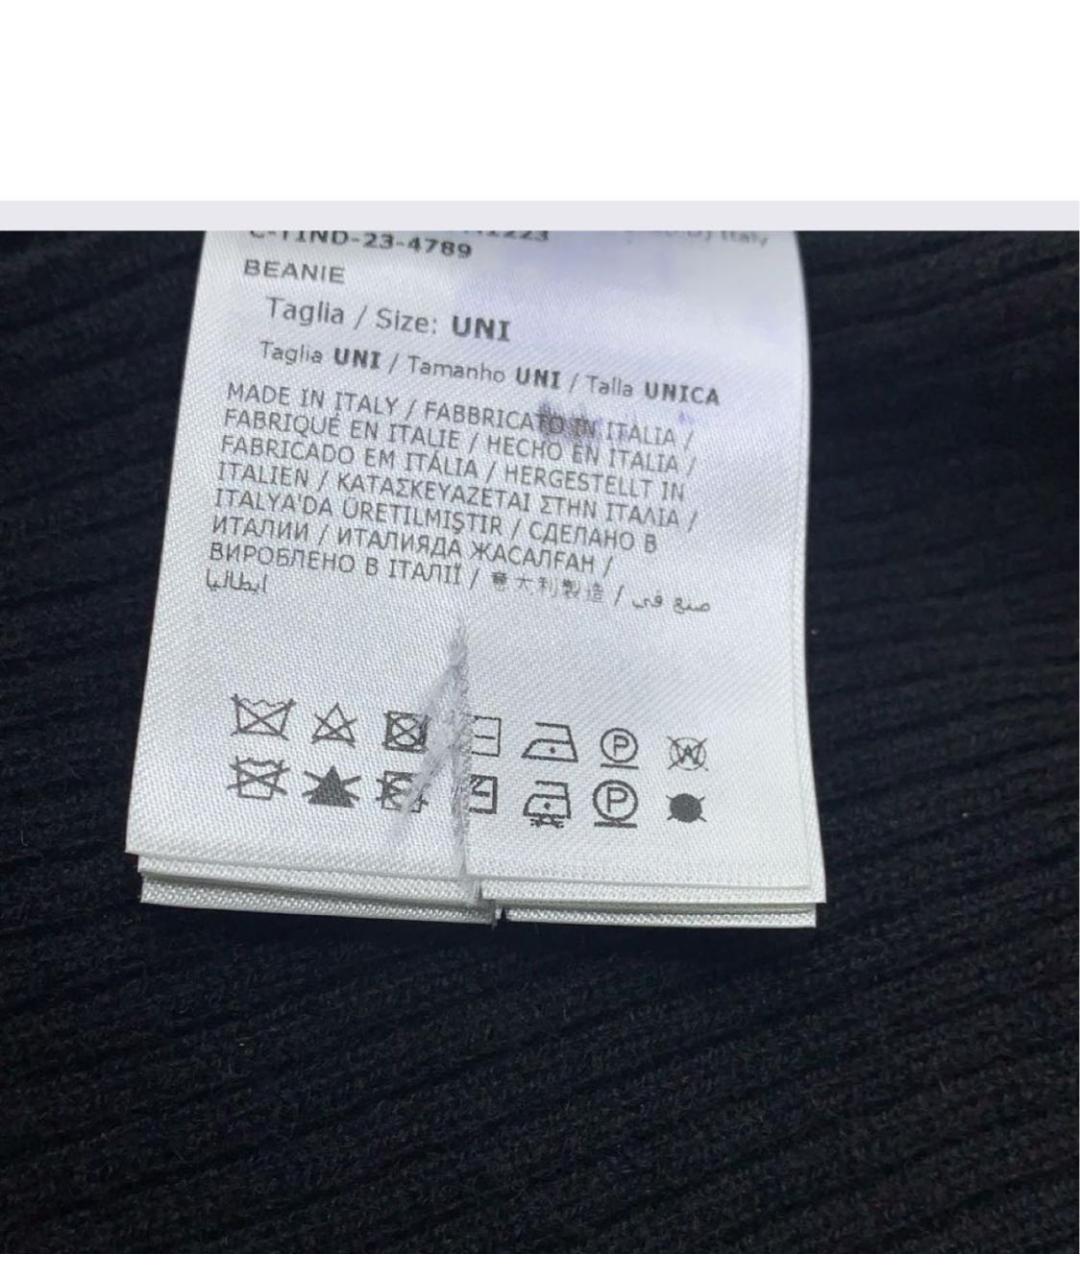 23-4789
BEANIE
Taglia / Size: UNI
Taglia UNI / Tamanho UNI / Talla UNICA
MADE IN ITALY / FABBRICATO IN ITALIA /
FABRIQUÉ EN ITALIE / HECHO EN ITALIA /
FABRICADO EM ITÁLIA / HERGESTELLT IN
ITALIEN / ΚΑΤΑΣΚΕΥΑΖΕΤΑΙ ΣΤΗΝ ΙΤΑΛΙΑ /
ITALYA'DA ÜRETILMIŞTIR / СДЕЛАНО В
ИТАЛИИ / ИТАЛИЯДА ЖАСАЛҒАН /
ВИРОБЛЕНО В ІТАЛІЇ / 意大利製造 / صنع في
ايطاليا
P W
P